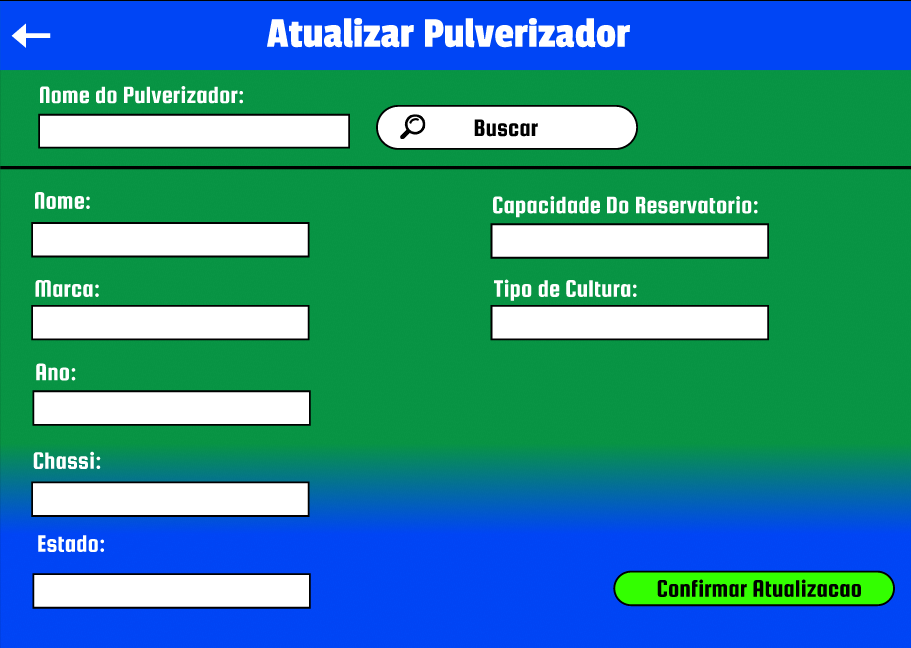 Atualizar Pulverizador
Nome do Pulverizador:
Buscar
Nome:
Capacidade Do Reservatorio:
Marca:
Tipo de Cultura:
Ano:
Chassi:
Estado:
Confirmar Atualizacao